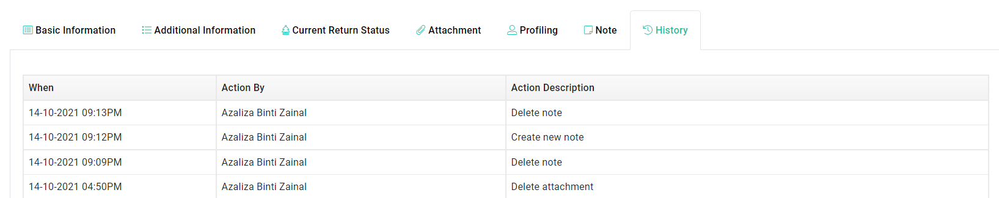 Basic Information Additional Information Current Return Status Attachment Profiling Note History
When Action By Action Description
14-10-2021 09:13PM Azaliza Binti Zainal Delete note
14-10-2021 09:12PM Azaliza Binti Zainal Create new note
14-10-2021 09:09PM Azaliza Binti Zainal Delete note
14-10-2021 04:50PM Azaliza Binti Zainal Delete attachment